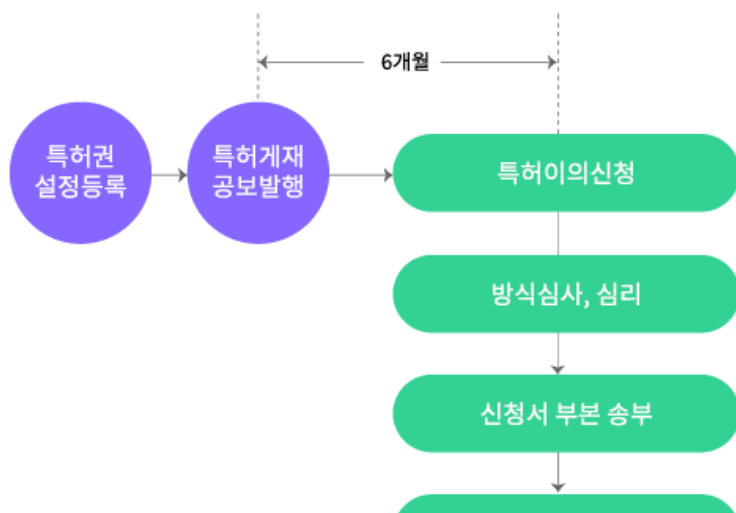 6개월
특허권
설정등록
특허게재
공보발행
특허이의신청
방식심사, 심리
신청서 부본 송부